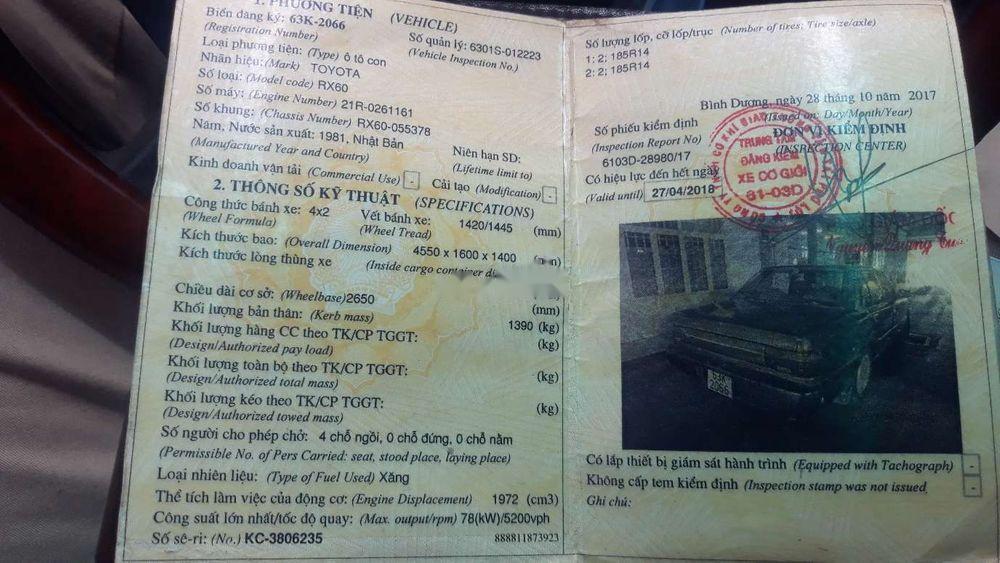 1. PHƯƠNG TIỆN (VEHICLE)
Biển đăng ký: 63K-2066
(Registration Number)
Số quản lý: 6301S-012223
(Vehicle Inspection No.)
Loại phương tiện: (Type) ô tô con
Nhãn hiệu: (Mark) TOYOTA
Số loại: (Model code) RX60
Số máy: (Engine Number) 21R-0261161
Số khung: (Chassis Number) RX60-055378
Năm, Nước sản xuất: 1981, Nhật Bản
(Manufactured Year and Country)
Niên hạn SD:
(Lifetime limit to)
Kinh doanh vận tải (Commercial Use) -
Cải tạo (Modification) -
2. THÔNG SỐ KỸ THUẬT (SPECIFICATIONS)
Công thức bánh xe: 4x2
(Wheel Formula)
Vết bánh xe: 1420/1445 (mm)
(Wheel Tread)
Kích thước bao: (Overall Dimension) 4550 x 1600 x 1400 (mm)
Kích thước lòng thùng xe
(Inside cargo container
Chiều dài cơ sở: (Wheelbase) 2650 (mm)
Khối lượng bản thân: (Kerb mass) 1390 (kg)
Khối lượng hàng CC theo TK/CP TGGT: (kg)
(Design/Authorized pay load)
Khối lượng toàn bộ theo TK/CP TGGT: (kg)
(Design/Authorized total mass)
Khối lượng kéo theo TK/CP TGGT: (kg)
(Design/Authorized towed mass)
Số người cho phép chở: 4 chỗ ngồi, 0 chỗ đứng, 0 chỗ nằm
(Permissible No. of Pers Carried: seat, stood place, laying place)
Loại nhiên liệu: (Type of Fuel Used) Xăng
Thể tích làm việc của động cơ: (Engine Displacement) 1972 (cm3)
Công suất lớn nhất/tốc độ quay: (Max. output/rpm) 78(kW)/5200vph
Số sê-ri: (No.) KC-3806235
888811873923
Số lượng lốp, cỡ lốp/trục (Number of tires; Tire size/axle)
1: 2; 185R14
2: 2; 185R14
Bình Dương, ngày 28 tháng 10 năm 2017
(Issued on: Day/Month/Year)
Số phiếu kiểm định
(Inspection Report No)
6103D-28980/17
ĐƠN VỊ KIỂM ĐỊNH
(INSPECTION CENTER)
Có hiệu lực đến hết ngày
(Valid until) 27/04/2018
TRUNG TÂM
ĐĂNG KIỂM
XE CƠ GIỚI
61-03D
63K
2066
Có lắp thiết bị giám sát hành trình (Equipped with Tachograph) -
Không cấp tem kiểm định (Inspection stamp was not issued) -
Ghi chú: